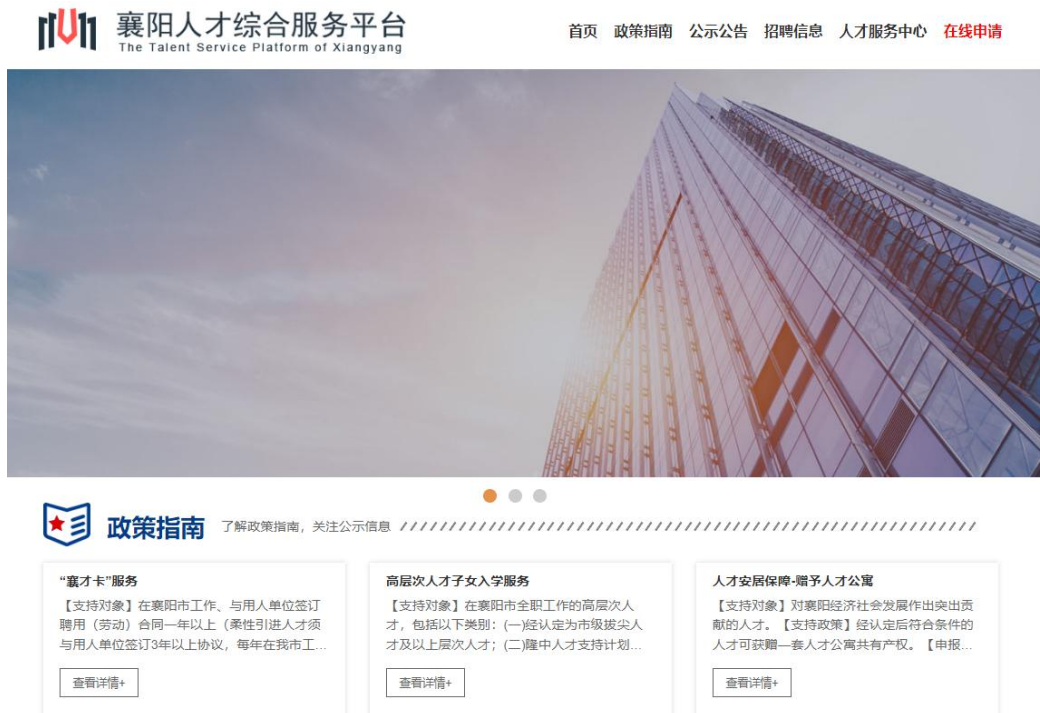 襄阳人才综合服务平台
The Talent Service Platform of Xiangyang
首页 政策指南 公示公告 招聘信息 人才服务中心 在线申请
政策指南 了解政策指南，关注公示信息
“襄才卡”服务
【支持对象】在襄阳市工作、与用人单位签订
聘用（劳动）合同一年以上（柔性引进人才须
与用人单位签订3年以上协议，每年在我市工...
查看详情+
高层次人才子女入学服务
【支持对象】在襄阳市全职工作的高层次人
才，包括以下类别：(一)经认定为市级拔尖人
才及以上层次人才；(二)隆中人才支持计划...
查看详情+
人才安居保障-赠予人才公寓
【支持对象】对襄阳经济社会发展作出突出贡
献的人才。【支持政策】经认定后符合条件的
人才可获赠一套人才公寓共有产权。【申报...
查看详情+